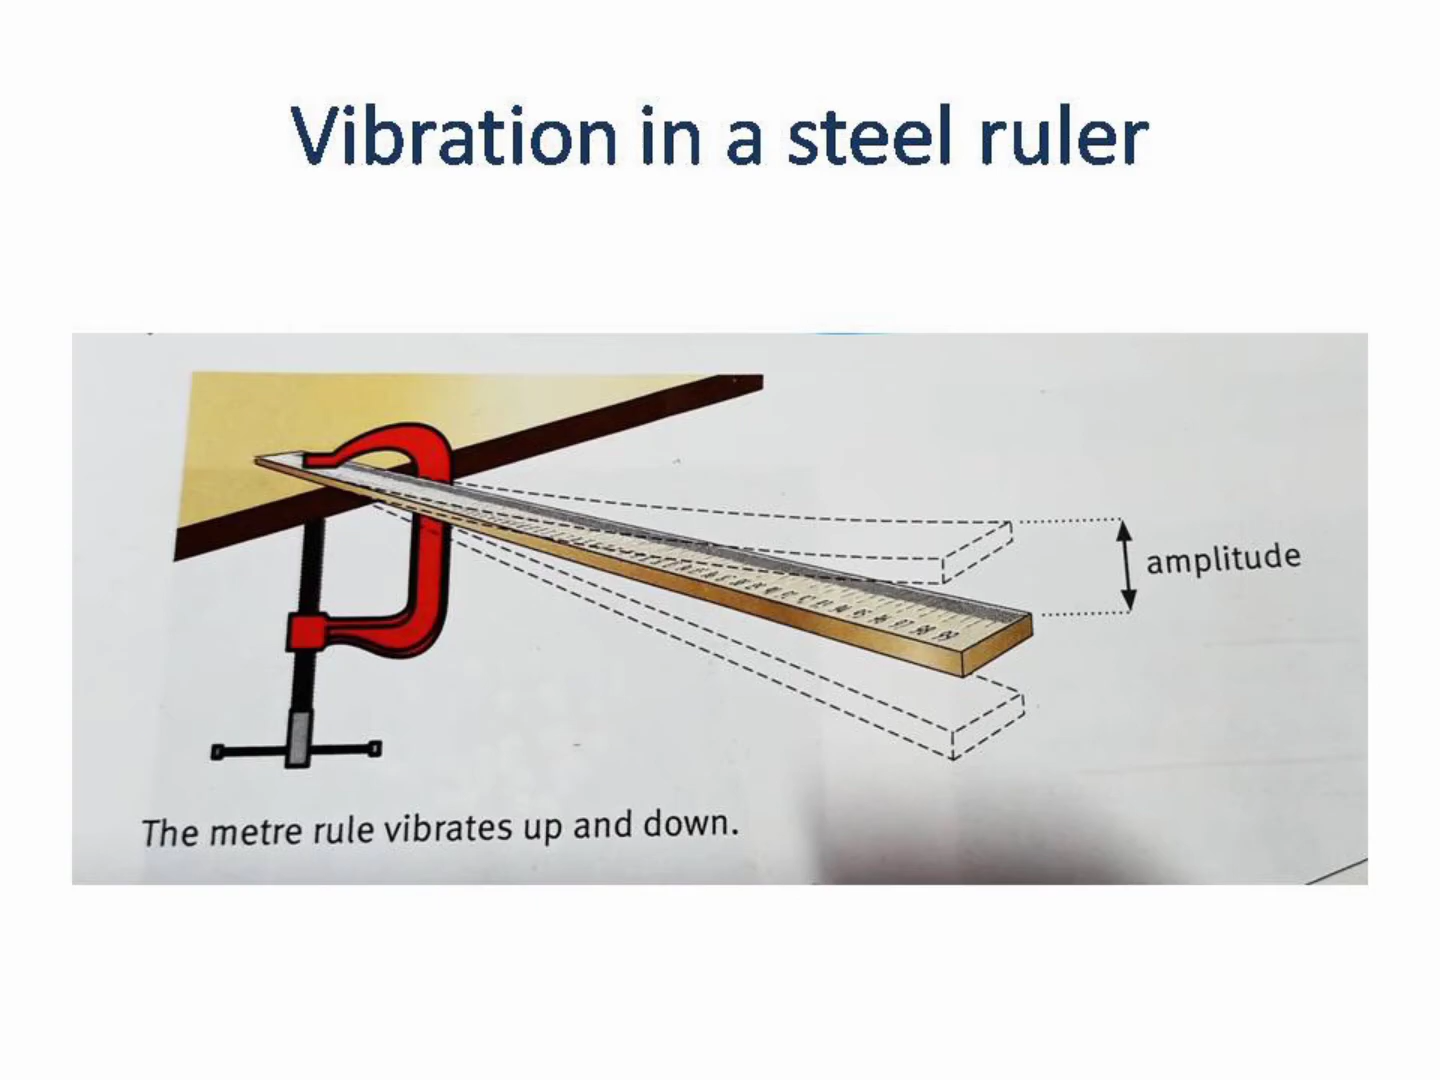 Vibration in a steel ruler
amplitude
The metre rule vibrates up and down.